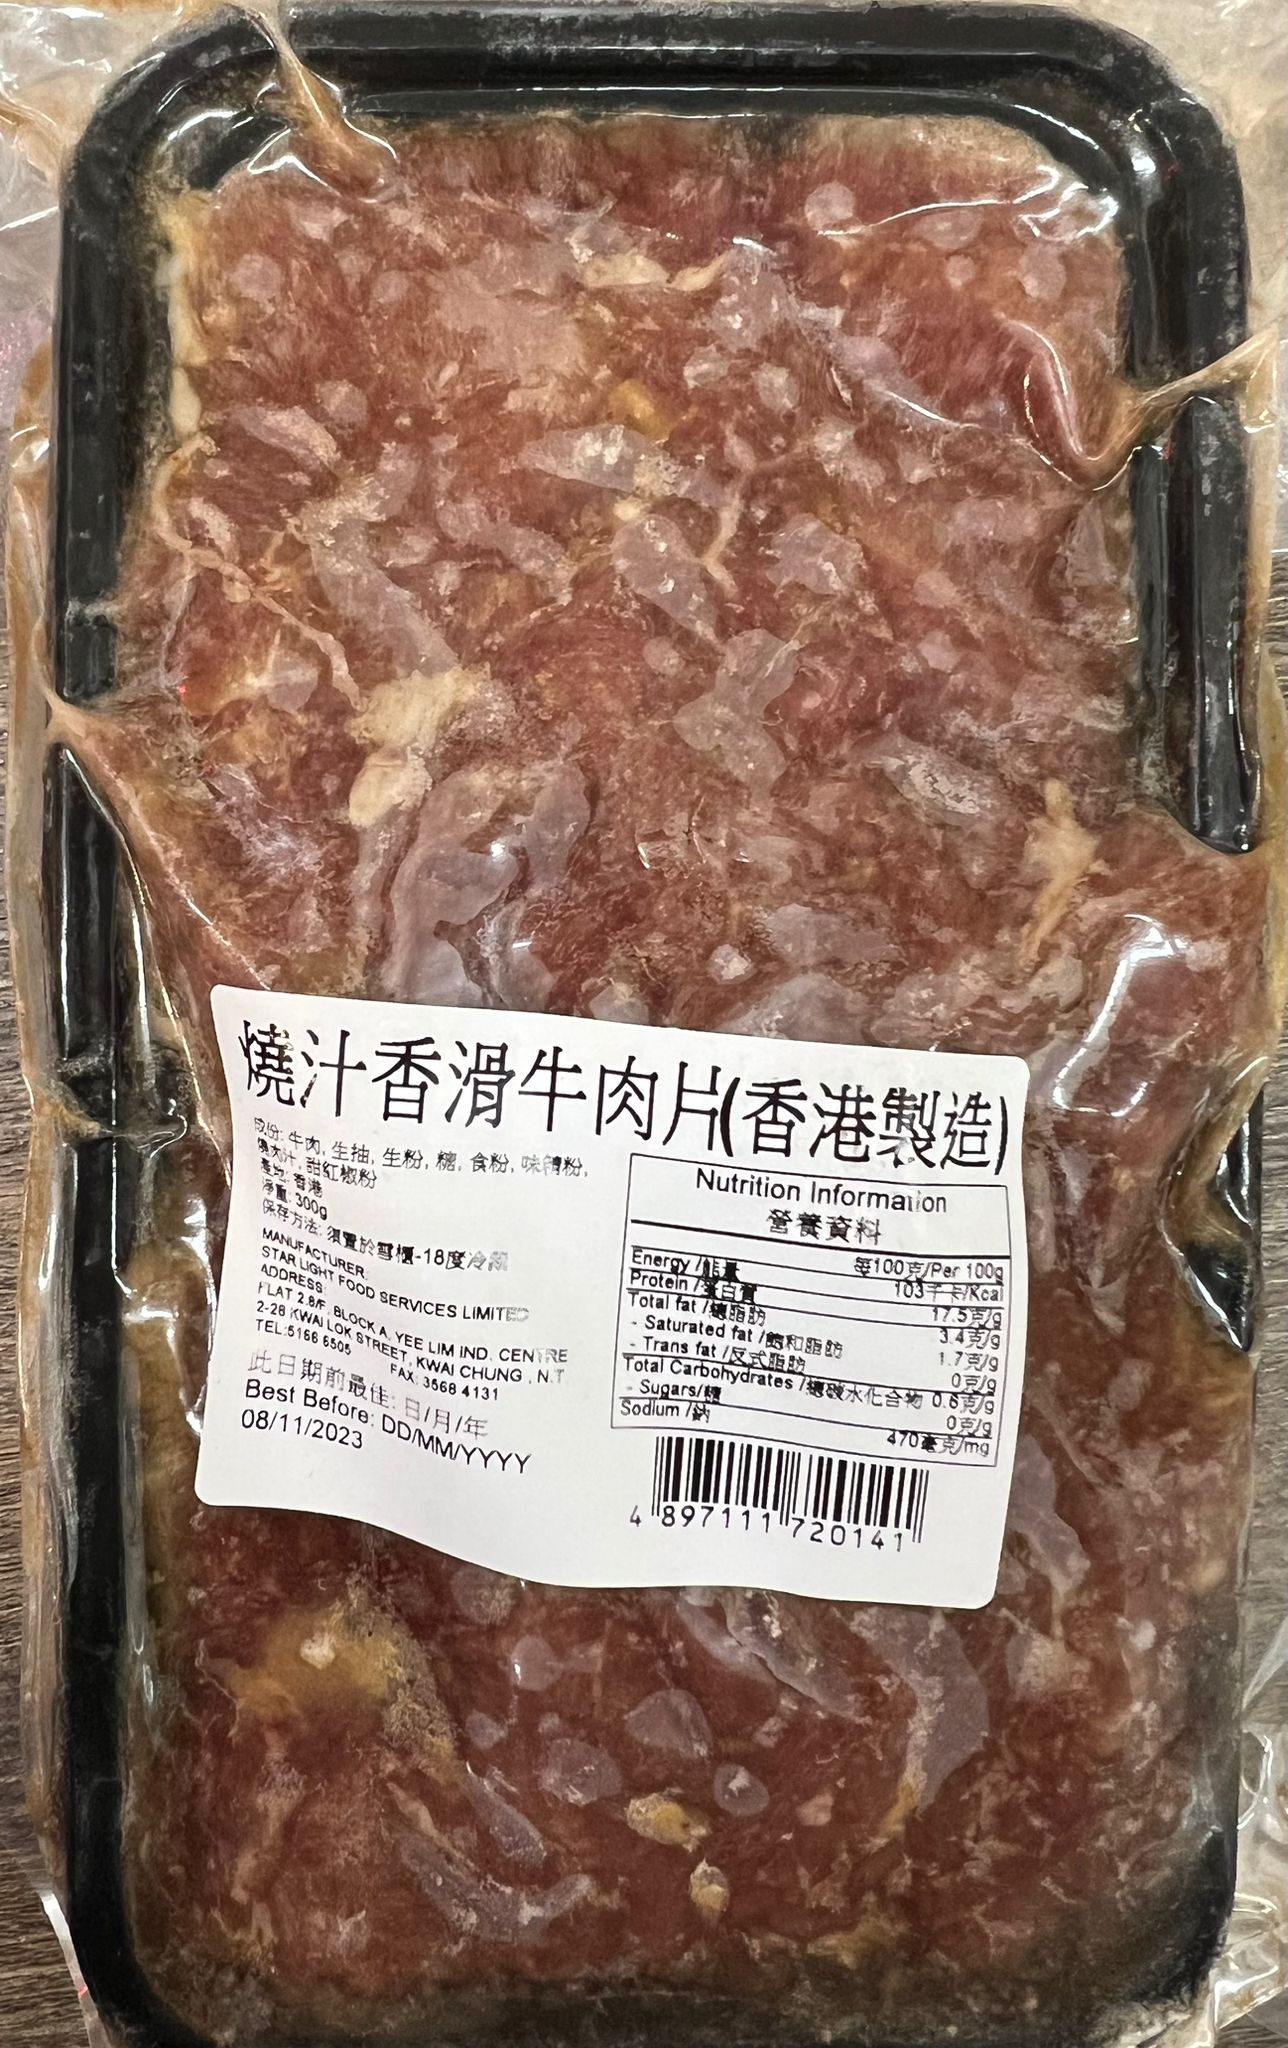 燒汁香滑牛肉片(香港製造)
成份: 牛肉, 生抽, 生粉, 糖, 食粉, 味精粉,
燒肉汁, 甜紅椒粉
產地: 香港
淨重: 300g
保存方法: 須置於雪櫃-18度冷藏
MANUFACTURER:
STAR LIGHT FOOD SERVICES LIMITED
ADDRESS:
FLAT 2.8/F. BLOCK A, YEE LIM IND. CENTRE
2-28 KWAI LOK STREET, KWAI CHUNG, N.T.
TEL:5166 6505 FAX: 3568 4131
此日期前最佳: 日/月/年
Best Before: DD/MM/YYYY
08/11/2023
Nutrition Information
營養資料
每100克/Per 100g
Energy /能量 103千卡/Kcal
Protein /蛋白質 17.5克/g
Total fat /總脂肪 3.4克/g
- Saturated fat /飽和脂肪 1.7克/g
- Trans fat /反式脂肪 0克/g
Total Carbohydrates /總碳水化合物 0.6克/g
- Sugars/糖 0克/g
Sodium /鈉 470毫克/mg
4 897111 720141